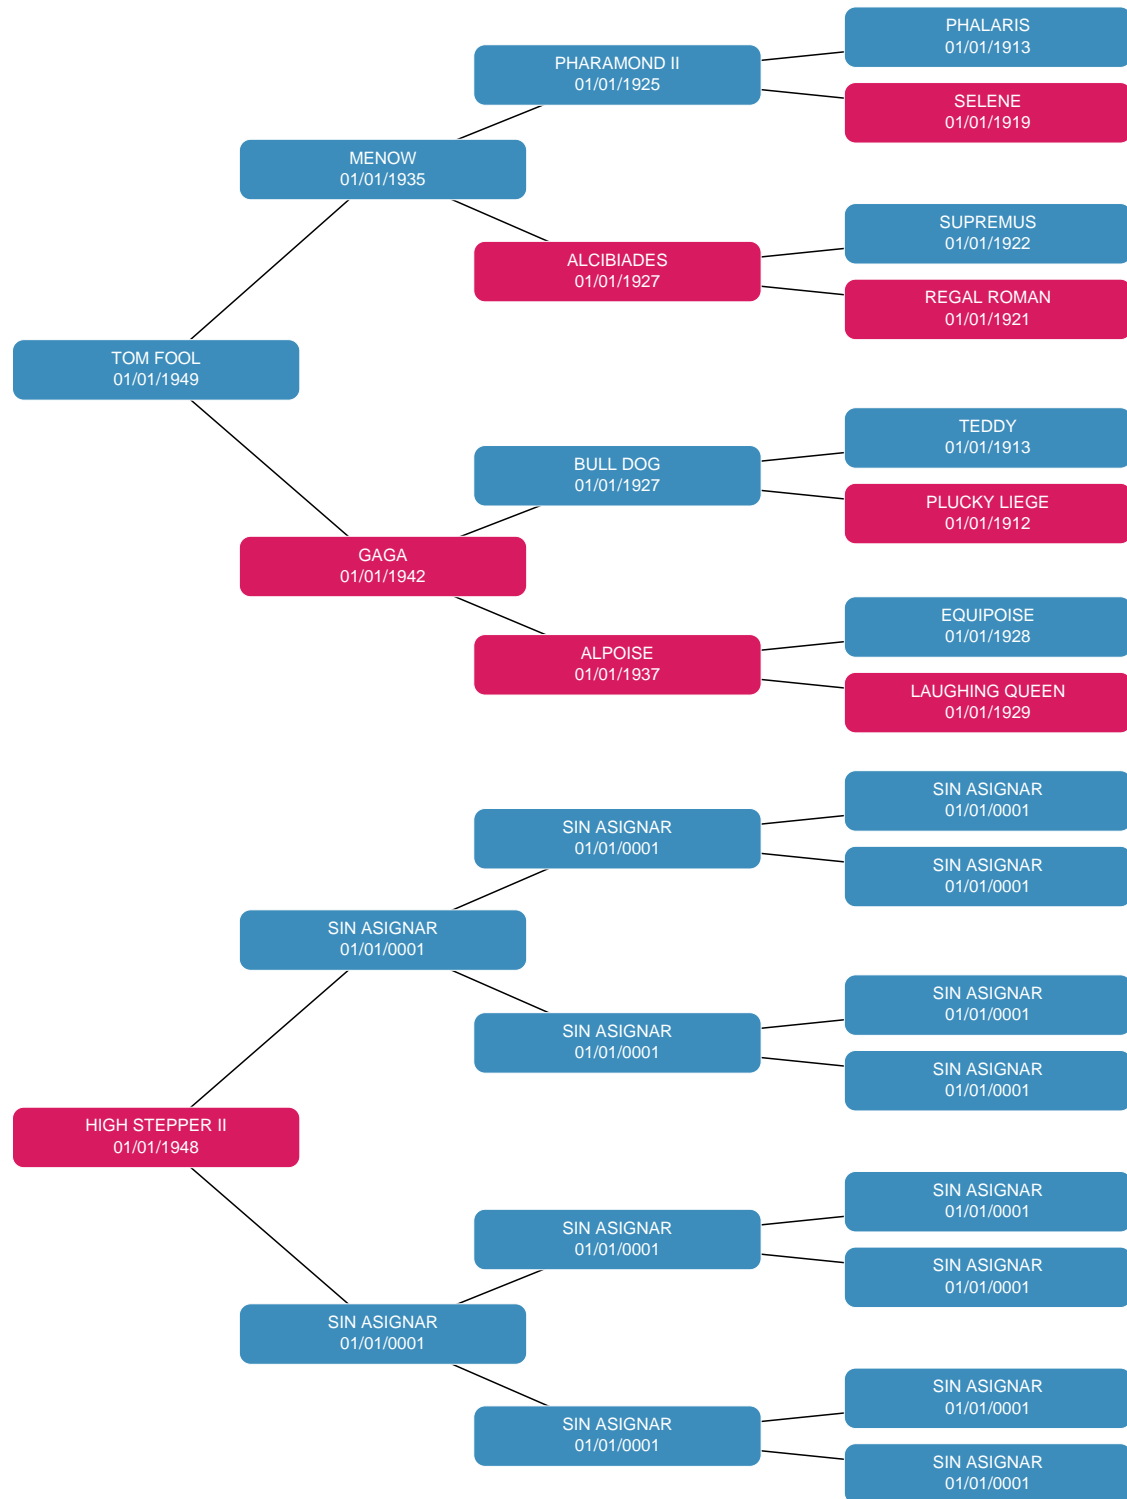 PHALARIS
01/01/1913
PHARAMOND II
01/01/1925
SELENE
01/01/1919
MENOW
01/01/1935
SUPREMUS
01/01/1922
ALCIBIADES
01/01/1927
REGAL ROMAN
01/01/1921
TOM FOOL
01/01/1949
TEDDY
01/01/1913
BULL DOG
01/01/1927
PLUCKY LIEGE
01/01/1912
GAGA
01/01/1942
EQUIPOISE
01/01/1928
ALPOISE
01/01/1937
LAUGHING QUEEN
01/01/1929
SIN ASIGNAR
01/01/0001
SIN ASIGNAR
01/01/0001
SIN ASIGNAR
01/01/0001
SIN ASIGNAR
01/01/0001
SIN ASIGNAR
01/01/0001
SIN ASIGNAR
01/01/0001
SIN ASIGNAR
01/01/0001
HIGH STEPPER II
01/01/1948
SIN ASIGNAR
01/01/0001
SIN ASIGNAR
01/01/0001
SIN ASIGNAR
01/01/0001
SIN ASIGNAR
01/01/0001
SIN ASIGNAR
01/01/0001
SIN ASIGNAR
01/01/0001
SIN ASIGNAR
01/01/0001